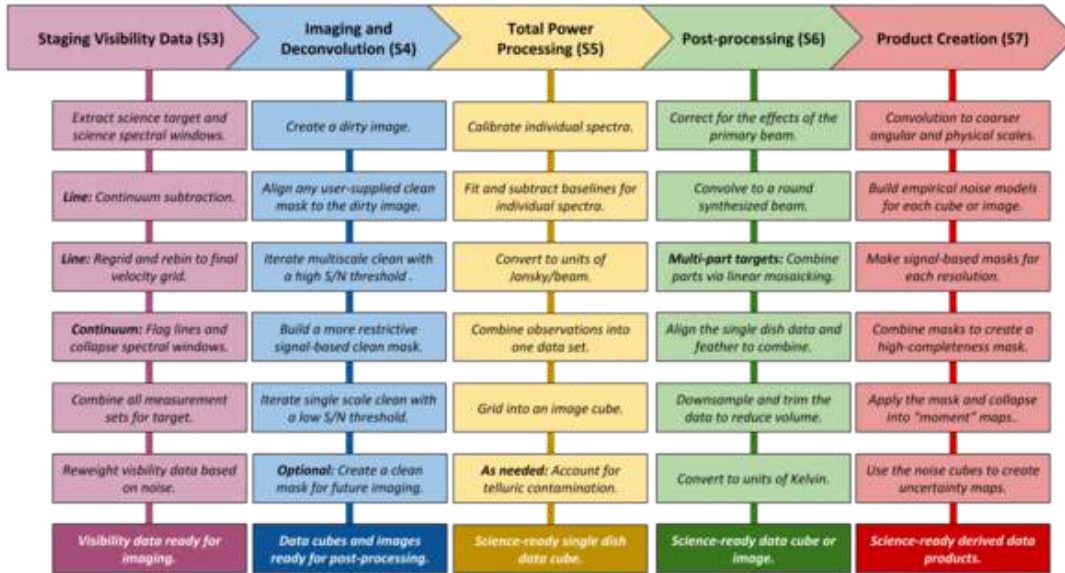 Staging Visibility Data (S3)
Imaging and
Deconvolution (S4)
Total Power
Processing (S5)
Post-processing (S6)
Product Creation (S7)
Extract science target and
science spectral windows.
Line: Continuum subtraction.
Line: Regrid and rebin to final
velocity grid.
Continuum: Flag lines and
collapse spectral windows.
Combine all measurement
sets for target.
Reweight visbility data based
on noise.
Visibility data ready for
imaging.
Create a dirty image.
Align any user-supplied clean
mask to the dirty image.
Iterate multiscale clean with
a high S/N threshold .
Build a more restrictive
signal-based clean mask.
Iterate single scale clean with
a low S/N threshold.
Optional: Create a clean
mask for future imaging.
Data cubes and images
ready for post-processing.
Calibrate individual spectra.
Fit and subtract baselines for
individual spectra.
Convert to units of
Jansky/beam.
Combine observations into
one data set.
Grid into an image cube.
As needed: Account for
telluric contamination.
Science-ready single dish
data cube.
Correct for the effects of the
primary beam.
Convolve to a round
synthesized beam.
Multi-part targets: Combine
parts via linear mosaicking.
Align the single dish data and
feather to combine.
Downsample and trim the
data to reduce volume.
Convert to units of Kelvin.
Science-ready data cube or
image.
Convolution to coarser
angular and physical scales.
Build empirical noise models
for each cube or image.
Make signal-based masks for
each resolution.
Combine masks to create a
high-completeness mask.
Apply the mask and collapse
into "moment" maps..
Use the noise cubes to create
uncertainty maps.
Science-ready derived data
products.